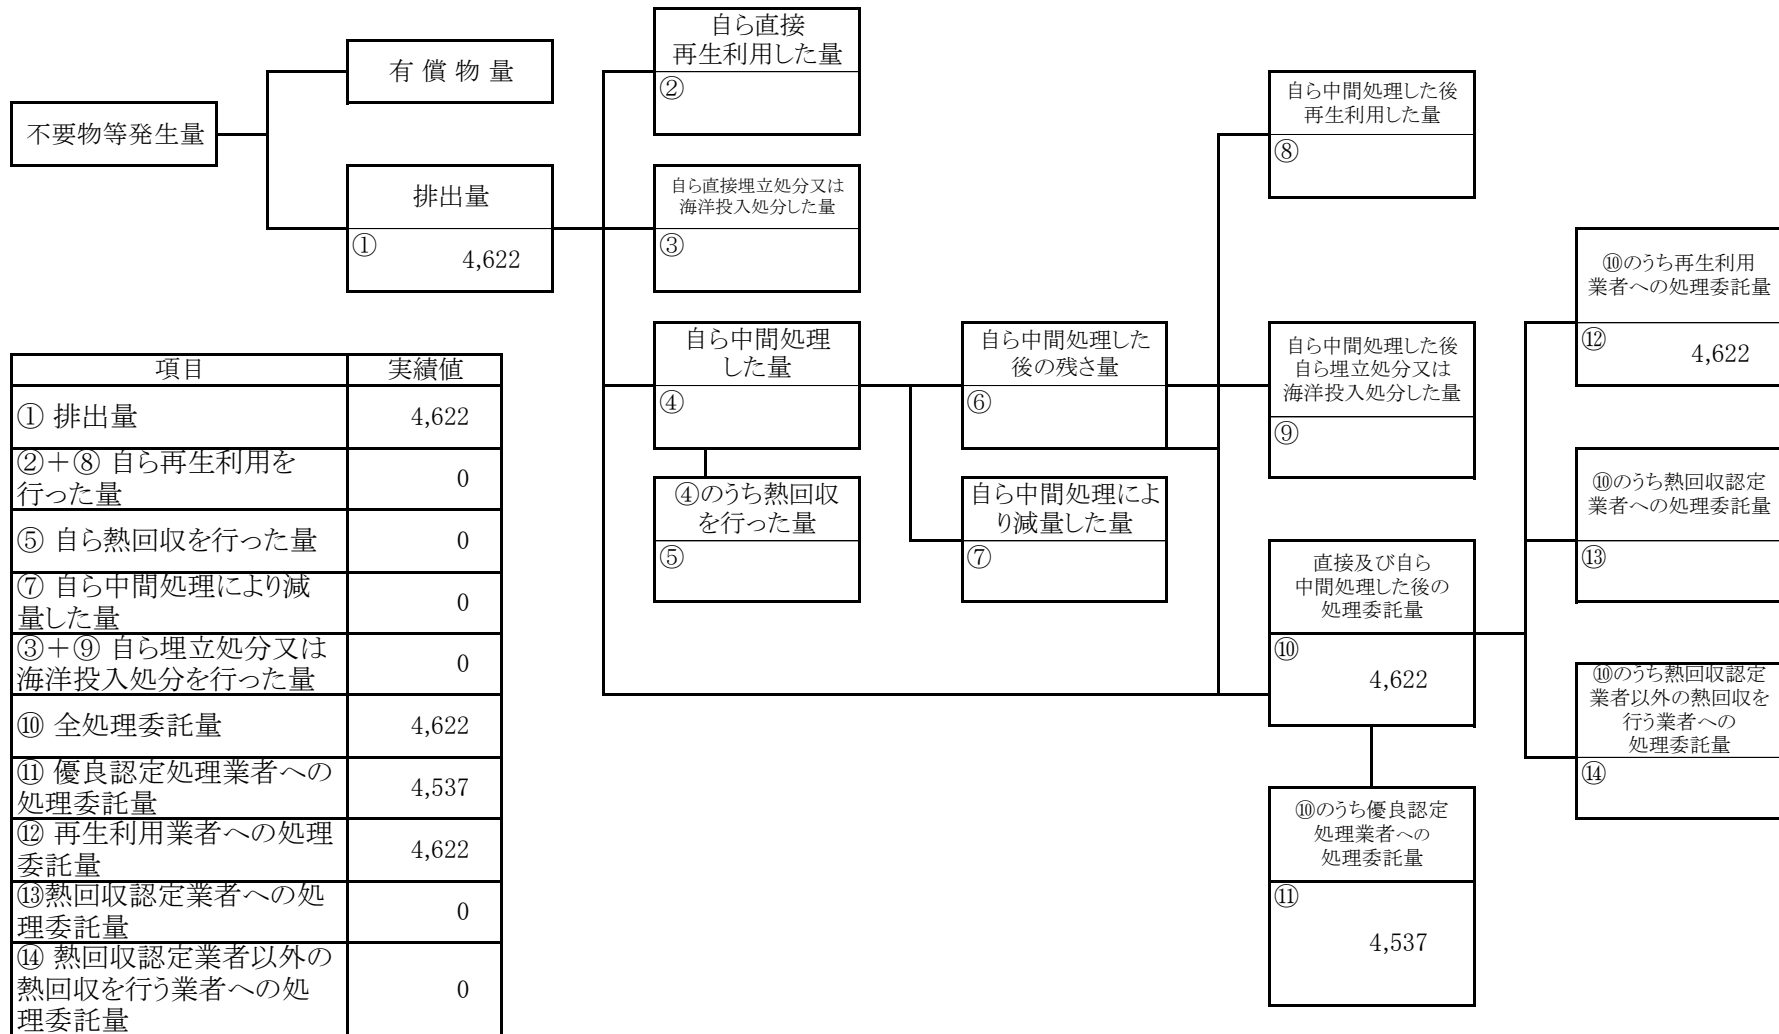 不要物等発生量
有償物量
排出量
①
4,622
自ら直接
再生利用した量
②
自ら直接埋立処分又は
海洋投入処分した量
③
自ら中間処理
した量
④
④のうち熱回収
を行った量
⑤
自ら中間処理した
後の残さ量
⑥
自ら中間処理によ
り減量した量
⑦
自ら中間処理した後
再生利用した量
⑧
自ら中間処理した後
自ら埋立処分又は
海洋投入処分した量
⑨
直接及び自ら
中間処理した後の
処理委託量
⑩
4,622
⑩のうち優良認定
処理業者への
処理委託量
⑪
4,537
⑩のうち再生利用
業者への処理委託量
⑫
4,622
⑩のうち熱回収認定
業者への処理委託量
⑬
⑩のうち熱回収認定
業者以外の熱回収を
行う業者への
処理委託量
⑭
項目 実績値
① 排出量 4,622
②+⑧ 自ら再生利用を
行った量 0
⑤ 自ら熱回収を行った量 0
⑦ 自ら中間処理により減
量した量 0
③+⑨ 自ら埋立処分又は
海洋投入処分を行った量 0
⑩ 全処理委託量 4,622
⑪ 優良認定処理業者への
処理委託量 4,537
⑫ 再生利用業者への処理
委託量 4,622
⑬熱回収認定業者への処
理委託量 0
⑭ 熱回収認定業者以外の
熱回収を行う業者への処
理委託量 0